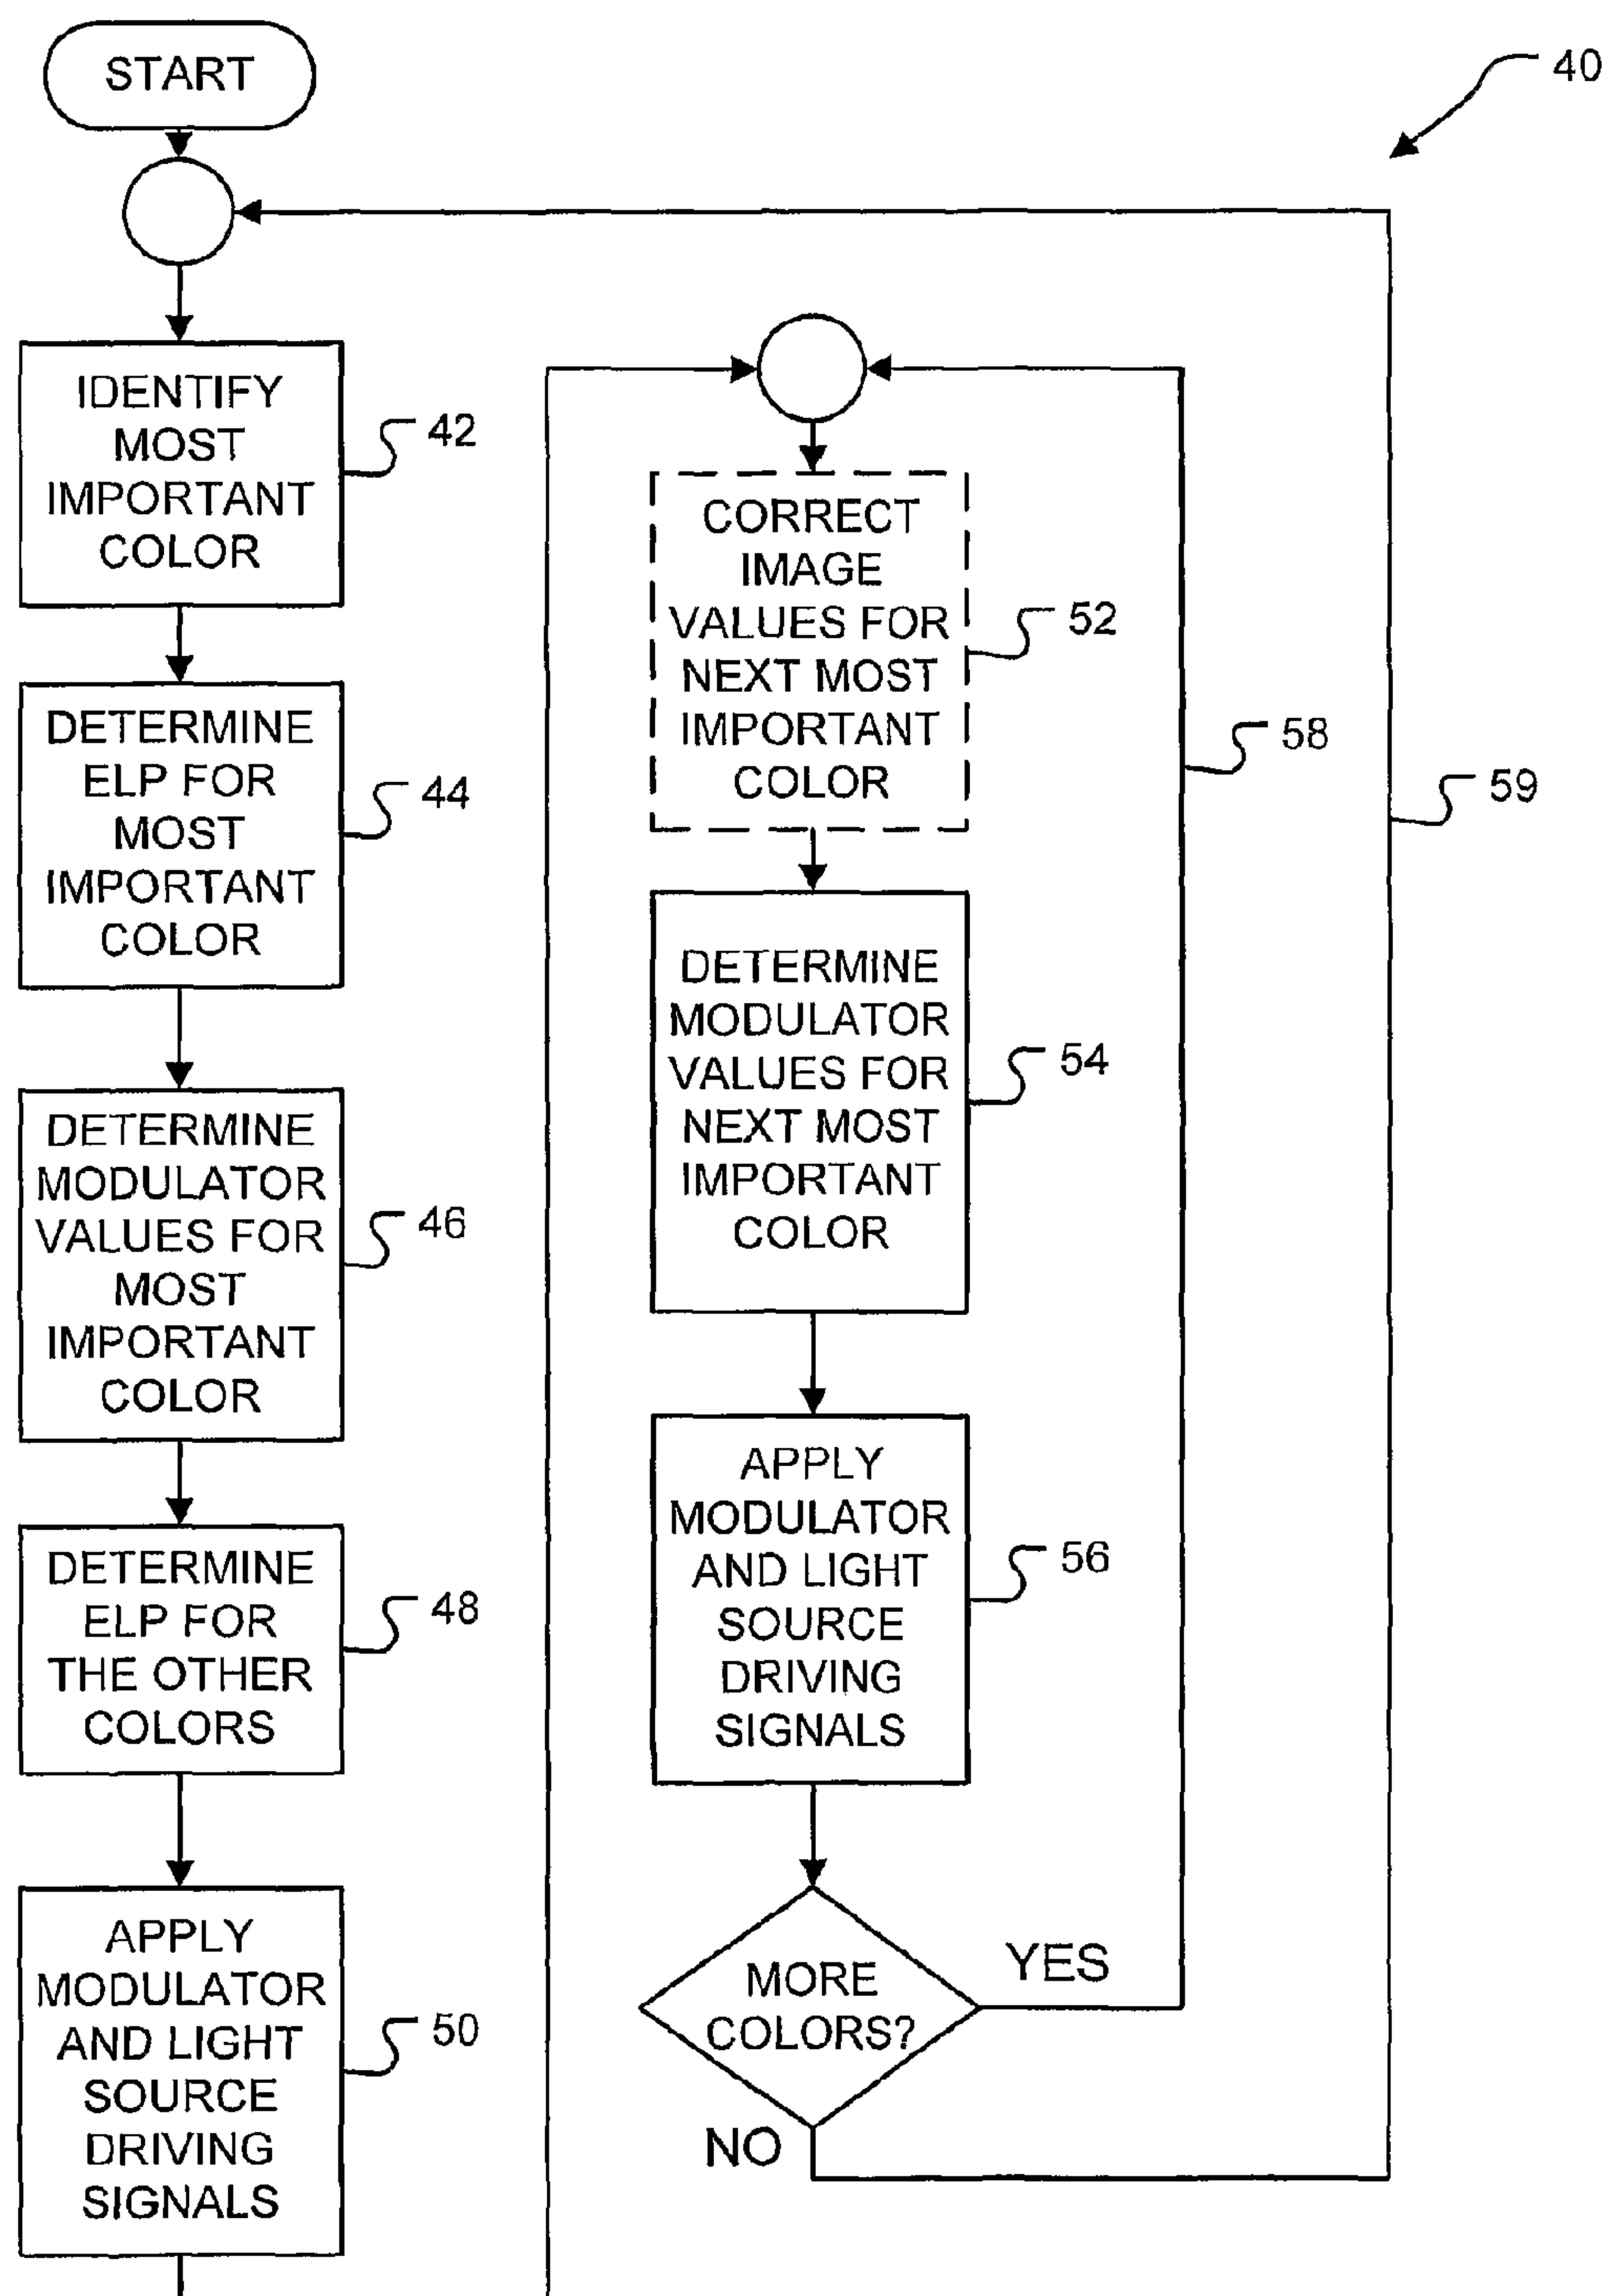 START
40
IDENTIFY
MOST
IMPORTANT
COLOR
42
DETERMINE
ELP FOR
MOST
IMPORTANT
COLOR
44
DETERMINE
MODULATOR
VALUES FOR
MOST
IMPORTANT
COLOR
46
DETERMINE
ELP FOR
THE OTHER
COLORS
48
APPLY
MODULATOR
AND LIGHT
SOURCE
DRIVING
SIGNALS
50
CORRECT
IMAGE
VALUES FOR
NEXT MOST
IMPORTANT
COLOR
52
DETERMINE
MODULATOR
VALUES FOR
NEXT MOST
IMPORTANT
COLOR
54
APPLY
MODULATOR
AND LIGHT
SOURCE
DRIVING
SIGNALS
56
MORE
COLORS?
YES
NO
58
59